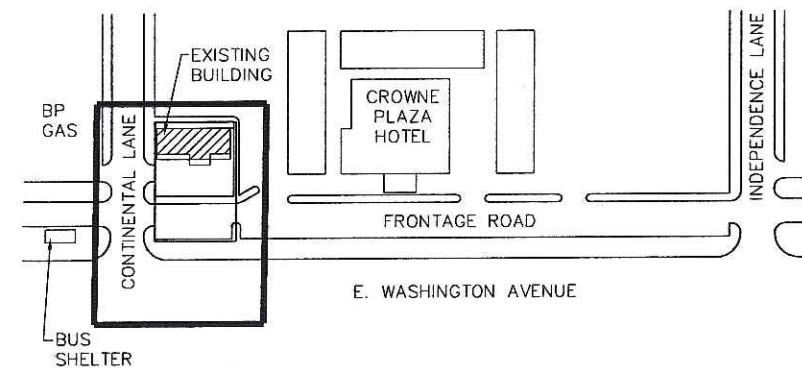 EXISTING
BUILDING
BP
GAS
CROWNE
PLAZA
HOTEL
CONTINENTAL LANE
INDEPENDENCE LANE
FRONTAGE ROAD
E. WASHINGTON AVENUE
BUS
SHELTER